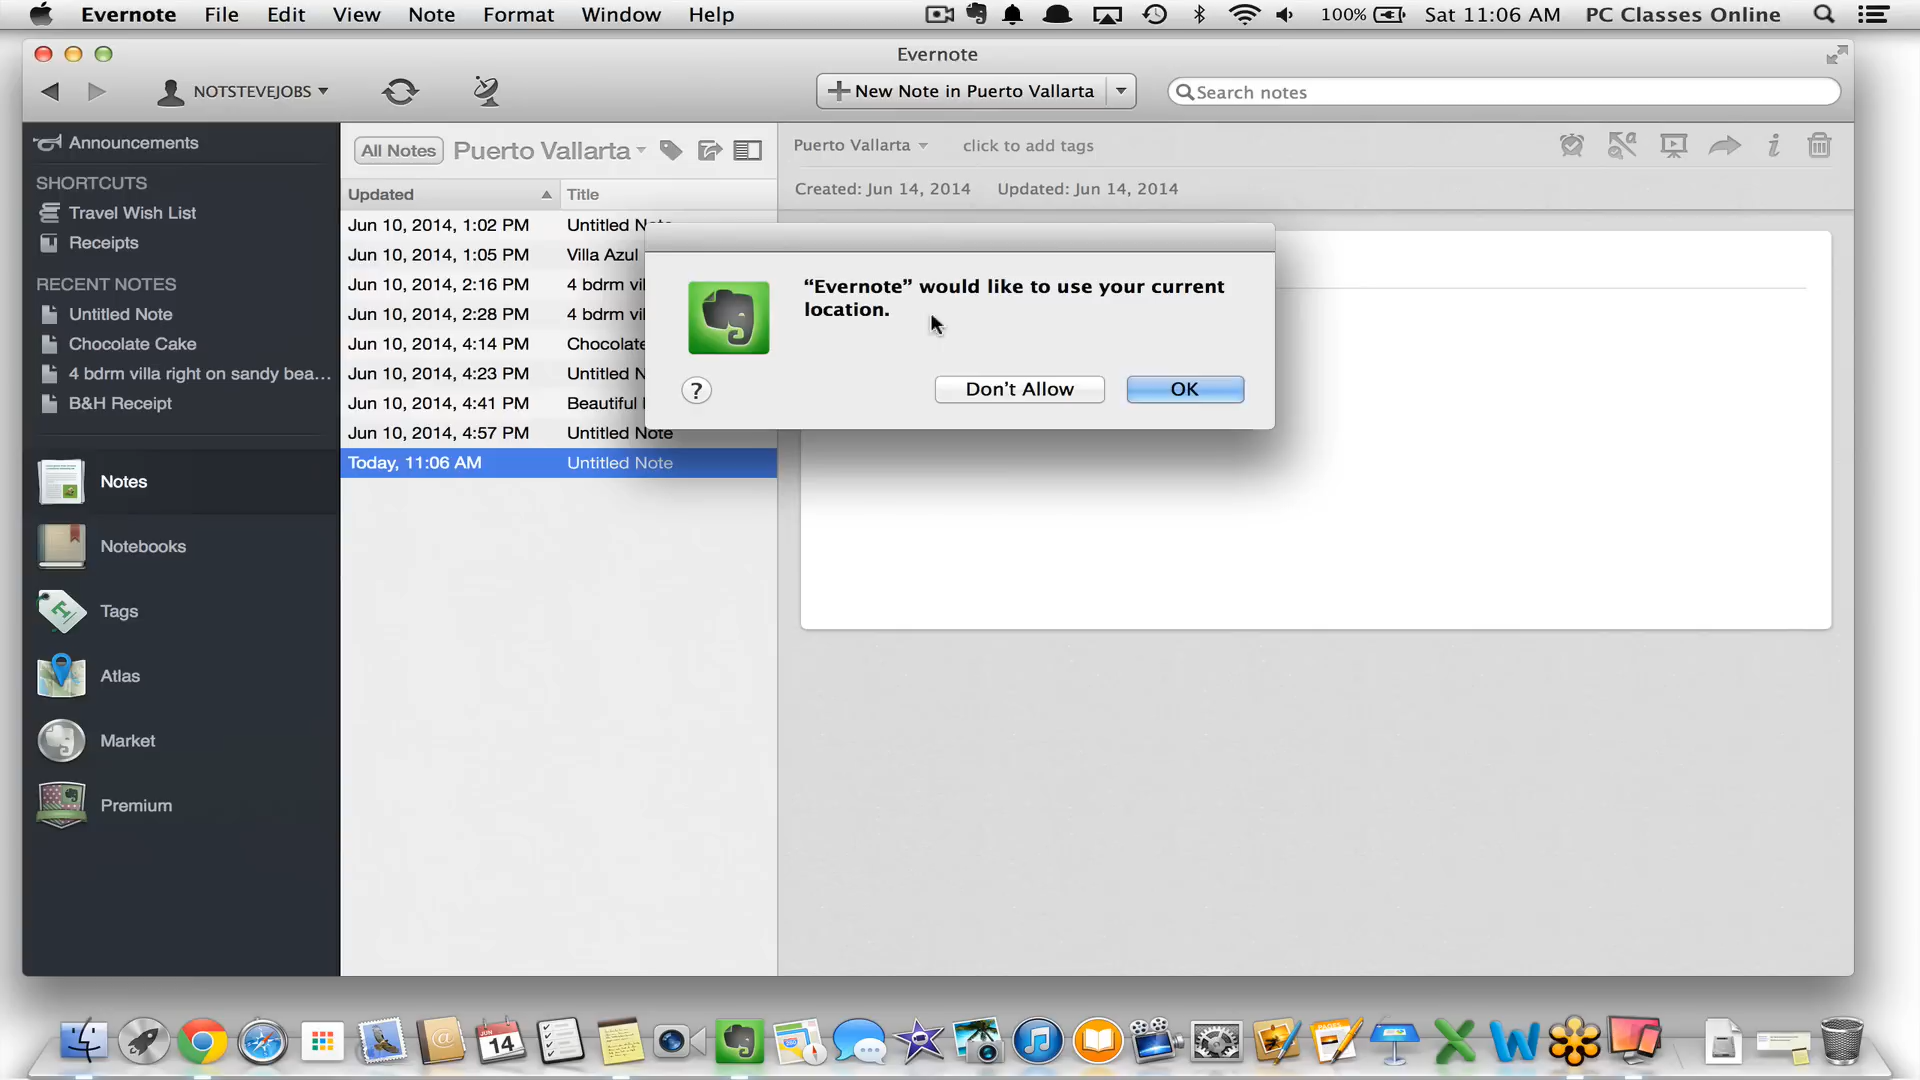 Evernote File Edit View Note Format Window Help 100% Sat 11:06 AM PC Classes Online
Evernote
NOTSTEVEJOBS
New Note in Puerto Vallarta
Search notes
Announcements
SHORTCUTS
Travel Wish List
Receipts
RECENT NOTES
Untitled Note
Chocolate Cake
4 bdrm villa right on sandy bea...
B&H Receipt
Notes
Notebooks
Tags
Atlas
Market
Premium
All Notes Puerto Vallarta
Updated Title
Jun 10, 2014, 1:02 PM Untitled N
Jun 10, 2014, 1:05 PM Villa Azul
Jun 10, 2014, 2:16 PM 4 bdrm vil
Jun 10, 2014, 2:28 PM 4 bdrm vil
Jun 10, 2014, 4:14 PM Chocolate
Jun 10, 2014, 4:23 PM Untitled N
Jun 10, 2014, 4:41 PM Beautiful
Jun 10, 2014, 4:57 PM Untitled Note
Today, 11:06 AM Untitled Note
Puerto Vallarta click to add tags
Created: Jun 14, 2014 Updated: Jun 14, 2014
“Evernote” would like to use your current
location.
? Don’t Allow OK
JUN
14
PAGES